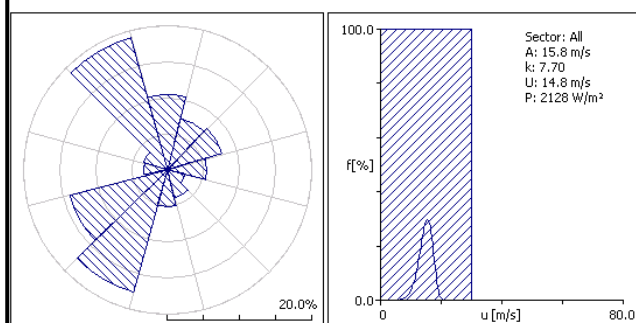 20.0%
100.0
f[%]
0.0
0
u [m/s]
80.0
Sector: All
A: 15.8 m/s
k: 7.70
U: 14.8 m/s
P: 2128 W/m²